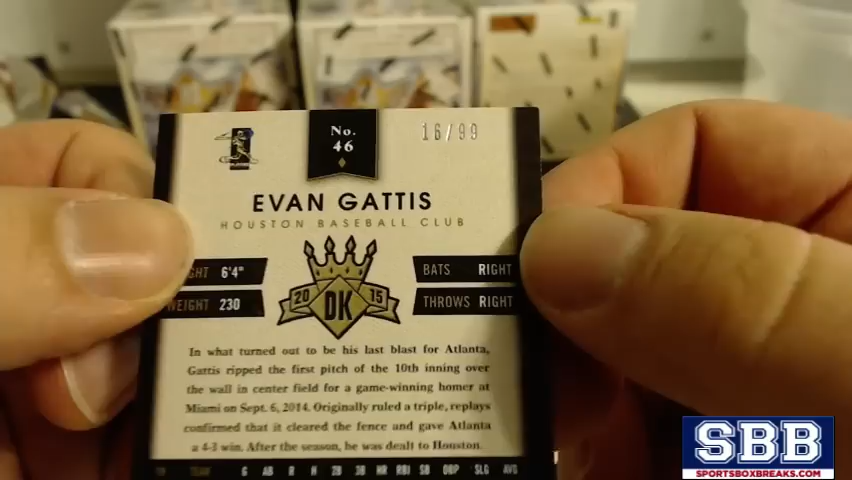 No.
46
16/99
EVAN GATTIS
HOUSTON BASEBALL CLUB
GHT 6'4"
WEIGHT 230
20 DK 15
BATS RIGHT
THROWS RIGHT
In what turned out to be his last blast for Atlanta,
Gattis ripped the first pitch of the 10th inning over
the wall in center field for a game-winning homer at
Miami on Sept. 6, 2014. Originally ruled a triple, replays
confirmed that it cleared the fence and gave Atlanta
a 4-3 win. After the season, he was dealt to Houston.
TEAM G AB R H 2B 3B HR RBI SB OBP SLG AVG
SBB
SPORTSBOXBREAKS.COM